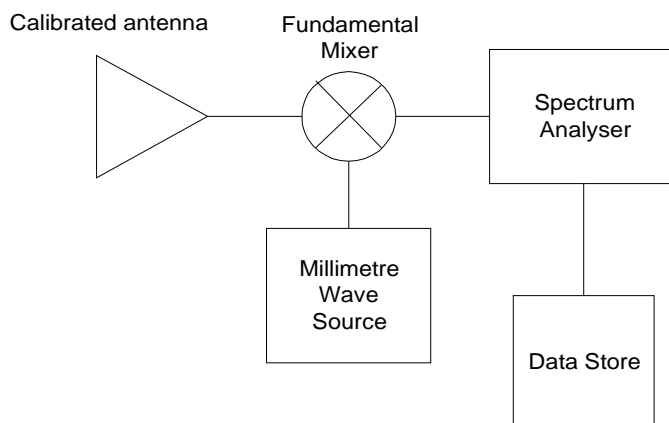 Calibrated antenna
Fundamental
Mixer
Spectrum
Analyser
Millimetre
Wave
Source
Data Store